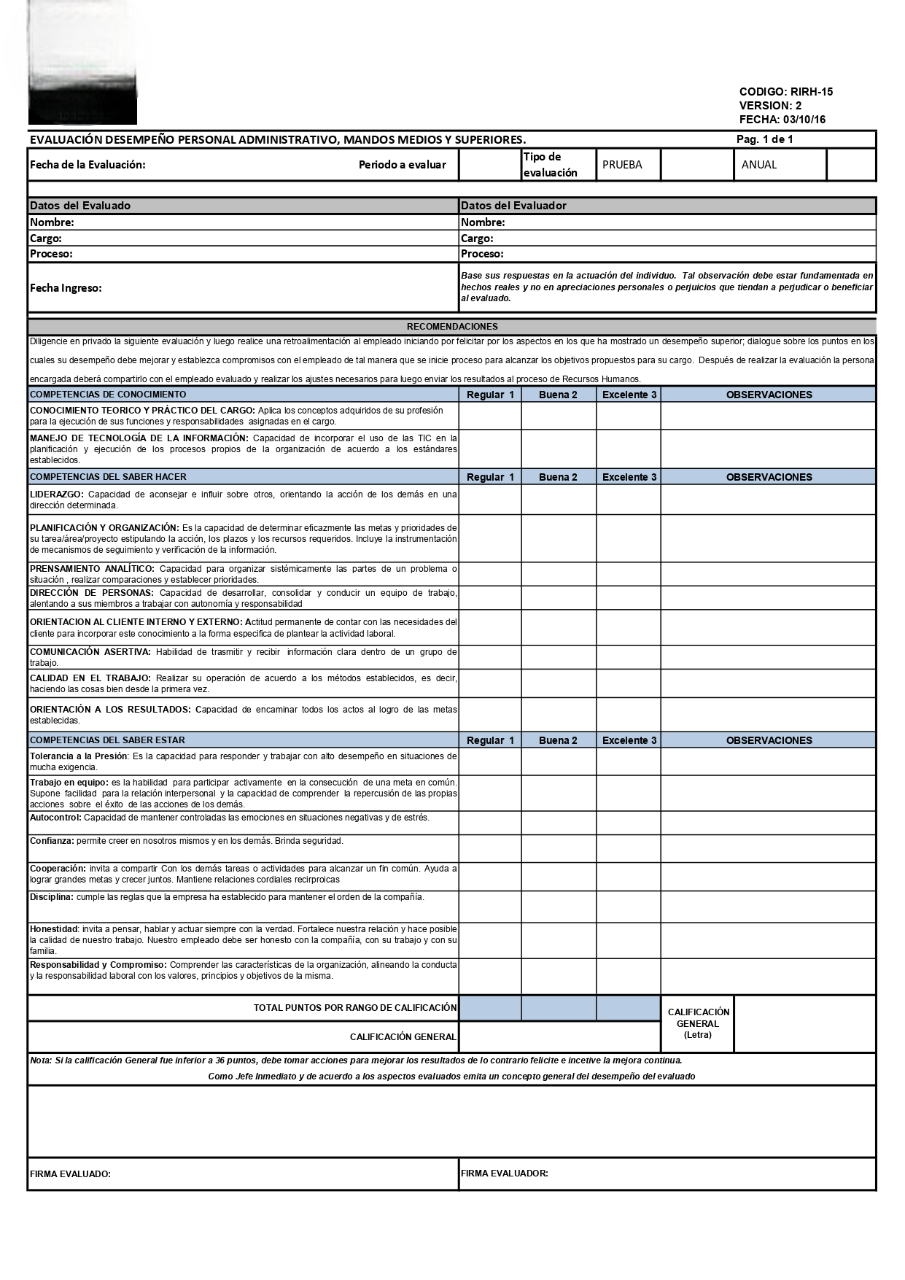 CODIGO: RIRH-15
VERSION: 2
FECHA: 03/10/16
EVALUACIÓN DESEMPEÑO PERSONAL ADMINISTRATIVO, MANDOS MEDIOS Y SUPERIORES. Pag. 1 de 1
Fecha de la Evaluación: Periodo a evaluar Tipo de evaluación PRUEBA ANUAL
Datos del Evaluado Datos del Evaluador
Nombre: Nombre:
Cargo: Cargo:
Proceso: Proceso:
Fecha Ingreso:
Base sus respuestas en la actuación del individuo. Tal observación debe estar fundamentada en
hechos reales y no en apreciaciones personales o perjuicios que tiendan a perjudicar o beneficiar
al evaluado.
RECOMENDACIONES
Diligencie en privado la siguiente evaluación y luego realice una retroalimentación al empleado iniciando por felicitar por los aspectos en los que ha mostrado un desempeño superior; dialogue sobre los puntos en los
cuales su desempeño debe mejorar y establezca compromisos con el empleado de tal manera que se inicie proceso para alcanzar los objetivos propuestos para su cargo. Después de realizar la evaluación la persona
encargada deberá compartirlo con el empleado evaluado y realizar los ajustes necesarios para luego enviar los resultados al proceso de Recursos Humanos.
COMPETENCIAS DE CONOCIMIENTO Regular 1 Buena 2 Excelente 3 OBSERVACIONES
CONOCIMIENTO TEORICO Y PRÁCTICO DEL CARGO: Aplica los conceptos adquiridos de su profesión
para la ejecución de sus funciones y responsabilidades asignadas en el cargo.
MANEJO DE TECNOLOGÍA DE LA INFORMACIÓN: Capacidad de incorporar el uso de las TIC en la
planificación y ejecución de los procesos propios de la organización de acuerdo a los estándares
establecidos.
COMPETENCIAS DEL SABER HACER Regular 1 Buena 2 Excelente 3 OBSERVACIONES
LIDERAZGO: Capacidad de aconsejar e influir sobre otros, orientando la acción de los demás en una
dirección determinada.
PLANIFICACIÓN Y ORGANIZACIÓN: Es la capacidad de determinar eficazmente las metas y prioridades de
su tarea/área/proyecto estipulando la acción, los plazos y los recursos requeridos. Incluye la instrumentación
de mecanismos de seguimiento y verificación de la información.
PRENSAMIENTO ANALÍTICO: Capacidad para organizar sistémicamente las partes de un problema o
situación , realizar comparaciones y establecer prioridades.
DIRECCIÓN DE PERSONAS: Capacidad de desarrollar, consolidar y conducir un equipo de trabajo,
alentando a sus miembros a trabajar con autonomía y responsabilidad
ORIENTACION AL CLIENTE INTERNO Y EXTERNO: Actitud permanente de contar con las necesidades del
cliente para incorporar este conocimiento a la forma especifica de plantear la actividad laboral.
COMUNICACIÓN ASERTIVA: Habilidad de trasmitir y recibir información clara dentro de un grupo de
trabajo.
CALIDAD EN EL TRABAJO: Realizar su operación de acuerdo a los métodos establecidos, es decir,
haciendo las cosas bien desde la primera vez.
ORIENTACIÓN A LOS RESULTADOS: Capacidad de encaminar todos los actos al logro de las metas
establecidas.
COMPETENCIAS DEL SABER ESTAR Regular 1 Buena 2 Excelente 3 OBSERVACIONES
Tolerancia a la Presión: Es la capacidad para responder y trabajar con alto desempeño en situaciones de
mucha exigencia.
Trabajo en equipo: es la habilidad para participar activamente en la consecución de una meta en común.
Supone facilidad para la relación interpersonal y la capacidad de comprender la repercusión de las propias
acciones sobre el éxito de las acciones de los demás.
Autocontrol: Capacidad de mantener controladas las emociones en situaciones negativas y de estrés.
Confianza: permite creer en nosotros mismos y en los demás. Brinda seguridad.
Cooperación: invita a compartir Con los demás tareas o actividades para alcanzar un fin común. Ayuda a
lograr grandes metas y crecer juntos. Mantiene relaciones cordiales recirproicas
Disciplina: cumple las reglas que la empresa ha establecido para mantener el orden de la compañía.
Honestidad: invita a pensar, hablar y actuar siempre con la verdad. Fortalece nuestra relación y hace posible
la calidad de nuestro trabajo. Nuestro empleado debe ser honesto con la compañía, con su trabajo y con su
familia.
Responsabilidad y Compromiso: Comprender las características de la organización, alineando la conducta
y la responsabilidad laboral con los valores, principios y objetivos de la misma.
TOTAL PUNTOS POR RANGO DE CALIFICACIÓN
CALIFICACIÓN GENERAL
CALIFICACIÓN
GENERAL
(Letra)
Nota: Si la calificación General fue inferior a 36 puntos, debe tomar acciones para mejorar los resultados de lo contrario felicite e incetive la mejora continua.
Como Jefe Inmediato y de acuerdo a los aspectos evaluados emita un concepto general del desempeño del evaluado
FIRMA EVALUADO: FIRMA EVALUADOR: